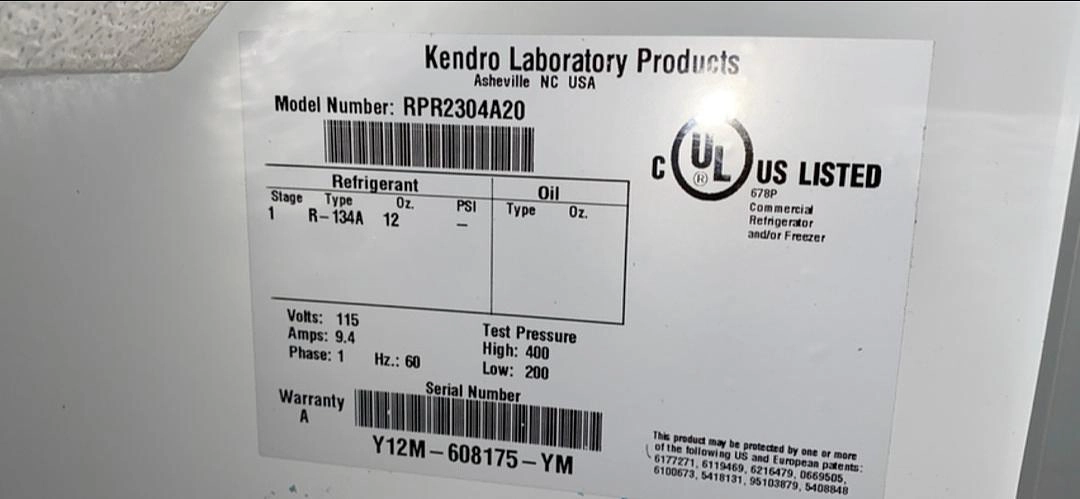 Kendro Laboratory Products
Asheville NC USA
Model Number: RPR2304A20
C UL ® US LISTED
678P
Commercial
Refrigerator
and/or Freezer
Refrigerant Oil
Stage Type Oz. PSI Type Oz.
1 R-134A 12 –
Volts: 115
Amps: 9.4
Phase: 1 Hz.: 60
Test Pressure
High: 400
Low: 200
Serial Number
Warranty
A
Y12M-608175-YM
This product may be protected by one or more
of the following US and European patents:
6177271, 6119469, 6216479, 0669505,
6100673, 5418131, 95103879, 5408848